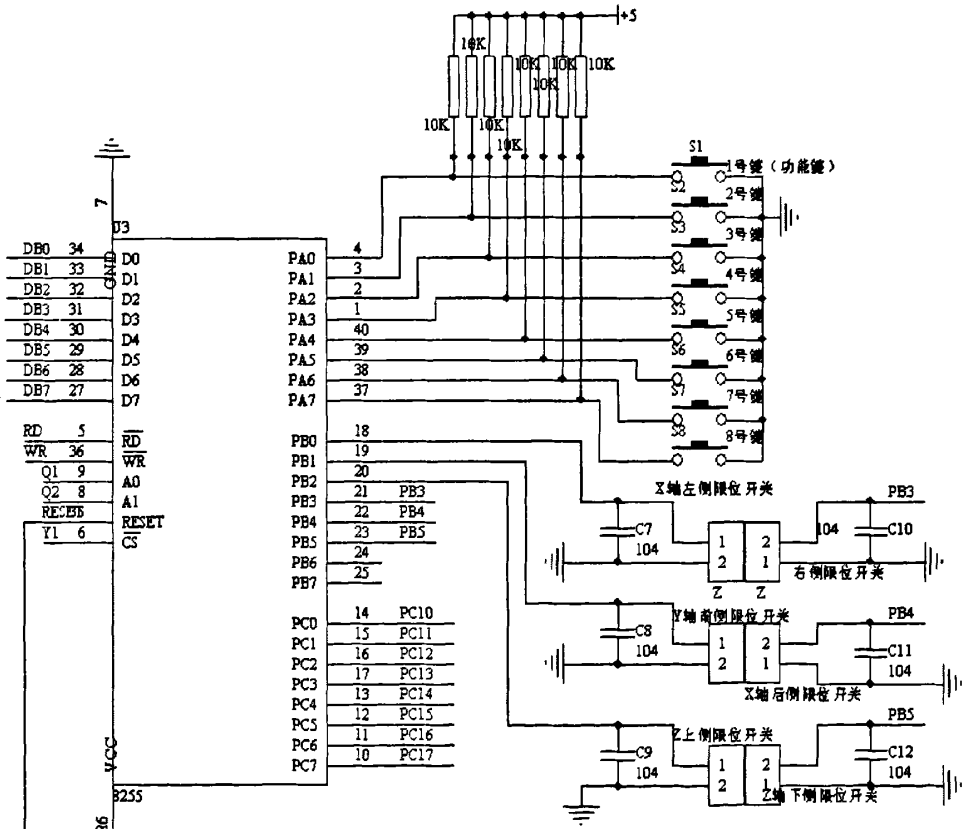 +5
10K
10K 10K 10K
10K
10K 10K
10K
S1
1号键(功能键)
7
S2
2号键
U3
S3
3号键
DB0 34 D0 PA0 4
GND
DB1 33 D1 PA1 3
S4
4号键
DB2 32 D2 PA2 2
DB3 31 D3 PA3 1
S5
5号键
DB4 30 D4 PA4 40
DB5 29 D5 PA5 39
S6
6号键
DB6 28 D6 PA6 38
S7
7号键
DB7 27 D7 PA7 37
S8
8号键
RD 5 RD PB0 18
WR 36 WR PB1 19
Q1 9 A0 PB2 20
Q2 8 A1 PB3 21 PB3
RESET PB4 22 PB4
Y1 6 CS PB5 23 PB5
PB6 24
PB7 25
X轴左侧限位开关
PB3
C7
104
1 2
2 1
104
C10
右侧限位开关
Z Z
PC0 14 PC10
PC1 15 PC11
PC2 16 PC12
PC3 17 PC13
PC4 13 PC14
PC5 12 PC15
PC6 11 PC16
PC7 10 PC17
Y轴前侧限位开关
PB4
C8
104
1 2
2 1
C11
104
X轴后侧限位开关
PB5
Z上侧限位开关
C9
104
1 2
2 1
C12
104
Z轴下侧限位开关
VCC
8255